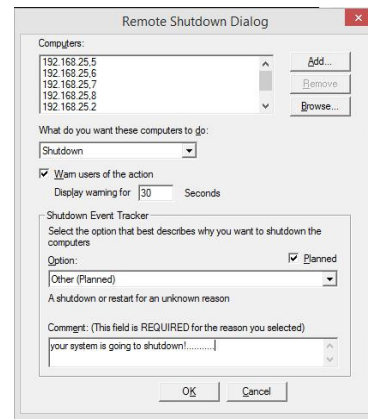 Remote Shutdown Dialog
Computers:
192.168.25,5
192.168.25,6
192.168.25,7
192.168.25,8
192.168.25.2
Add...
Remove
Browse...
What do you want these computers to do:
Shutdown
Warn users of the action
Display warning for 30 Seconds
Shutdown Event Tracker
Select the option that best describes why you want to shutdown the
computers
Option:
Planned
Other (Planned)
A shutdown or restart for an unknown reason
Comment: (This field is REQUIRED for the reason you selected)
your system is going to shutdown!...........
OK
Cancel